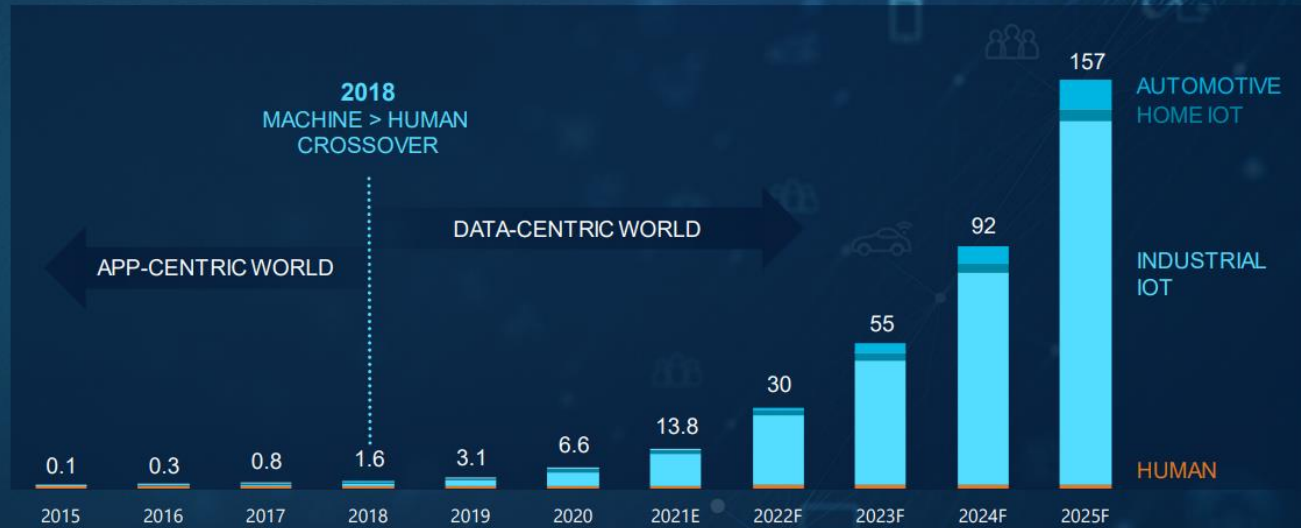 2018
MACHINE > HUMAN
CROSSOVER
APP-CENTRIC WORLD
DATA-CENTRIC WORLD
0.1
0.3
0.8
1.6
3.1
6.6
13.8
30
55
92
157
AUTOMOTIVE
HOME IOT
INDUSTRIAL
IOT
HUMAN
2015
2016
2017
2018
2019
2020
2021E
2022F
2023F
2024F
2025F